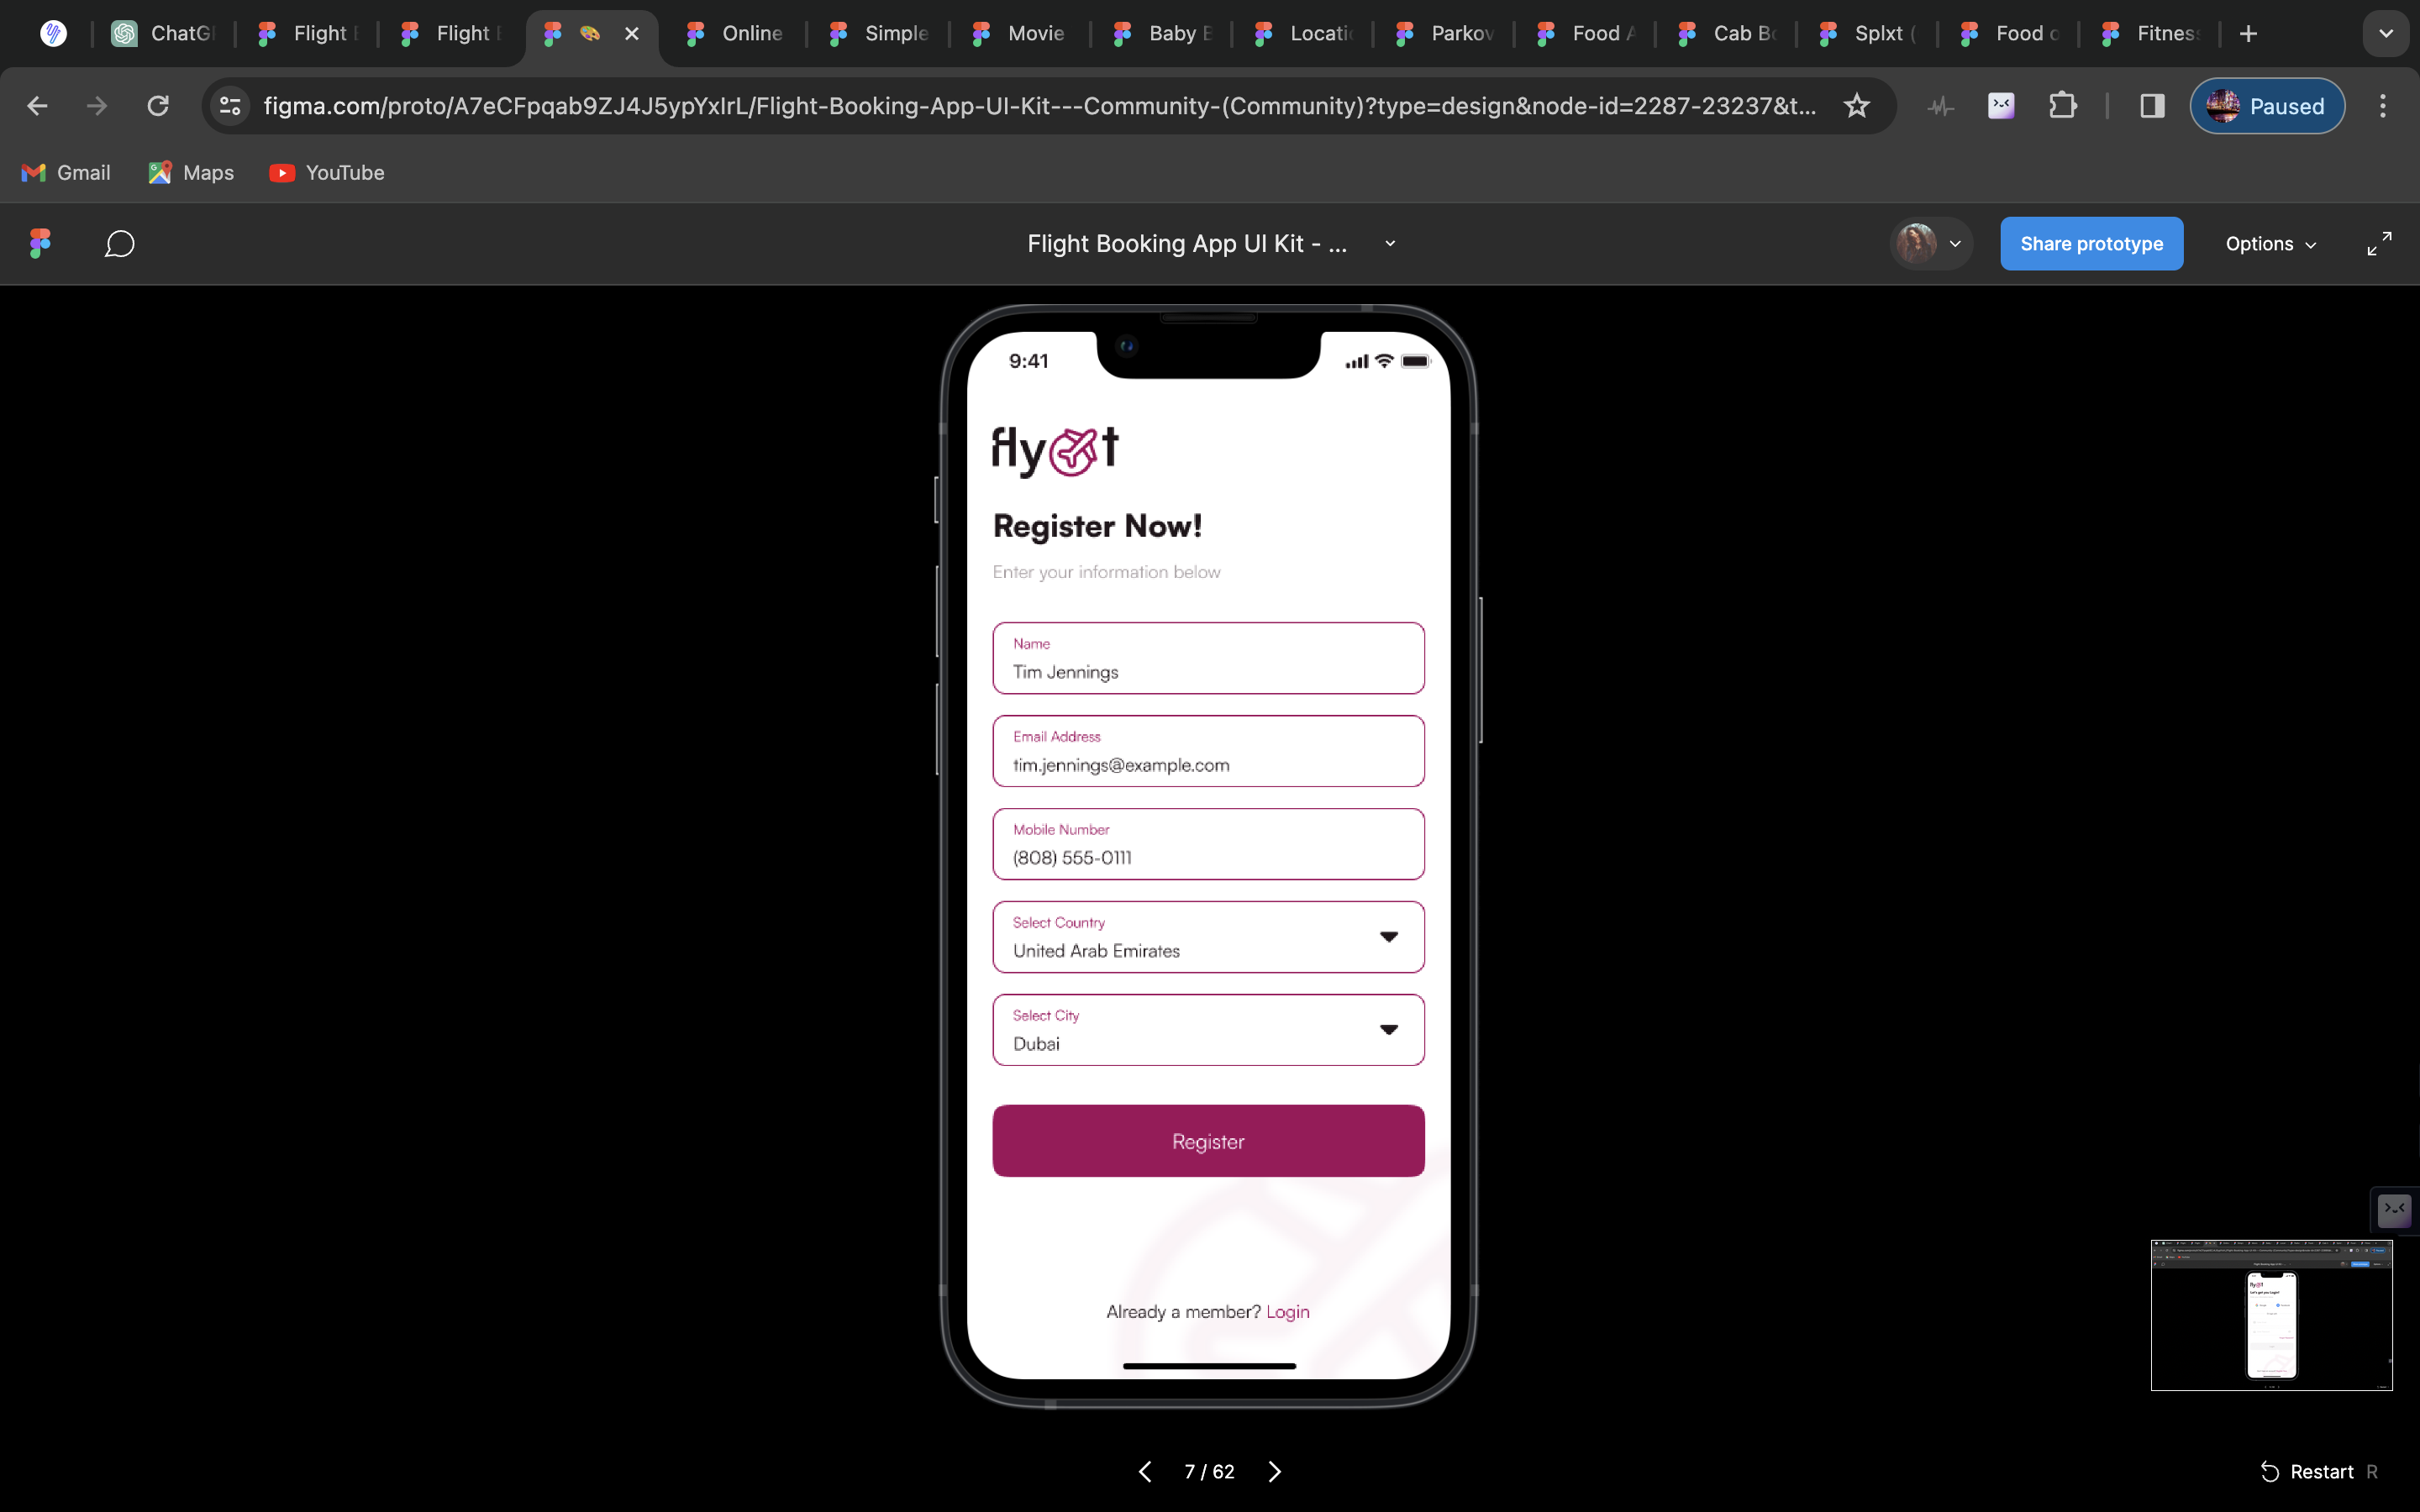 ChatG
Flight
Flight
Online
Simple
Movie
Baby
Locati
Parkov
Food
Cab Bo
Splxt (
Food o
Fitness
figma.com/proto/A7eCFpqab9ZJ4J5ypYxIrL/Flight-Booking-App-UI-Kit---Community-(Community)?type=design&node-id=2287-23237&t...
Paused
Gmail
Maps
YouTube
Flight Booking App UI Kit - ...
Share prototype
Options
9:41
flyot
Register Now!
Enter your information below
Name
Tim Jennings
Email Address
tim.jennings@example.com
Mobile Number
(808) 555-0111
Select Country
United Arab Emirates
Select City
Dubai
Register
Already a member? Login
7 / 62
Restart R